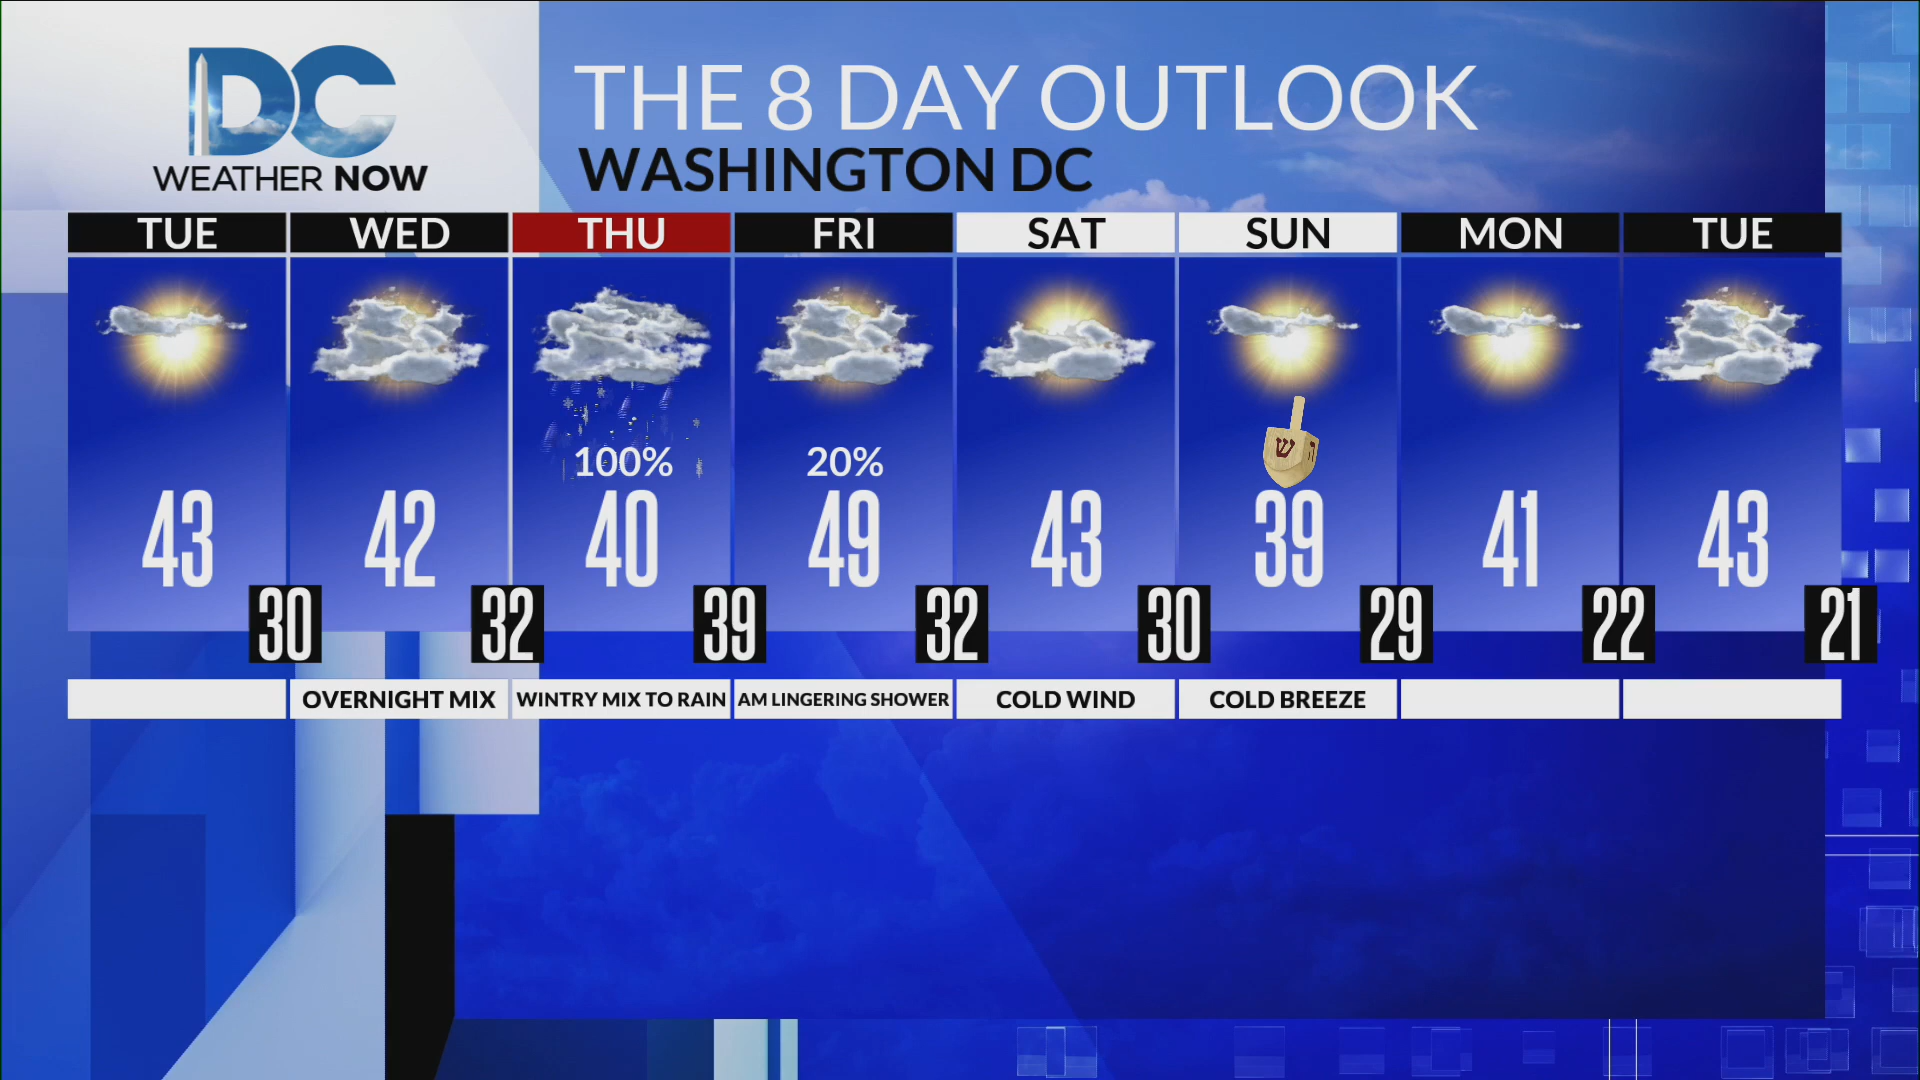 DC
WEATHER NOW
THE 8 DAY OUTLOOK
WASHINGTON DC
TUE WED THU FRI SAT SUN MON TUE
ש
100% 20%
43 42 40 49 43 39 41 43
30 32 39 32 30 29 22 21
OVERNIGHT MIX WINTRY MIX TO RAIN AM LINGERING SHOWER COLD WIND COLD BREEZE